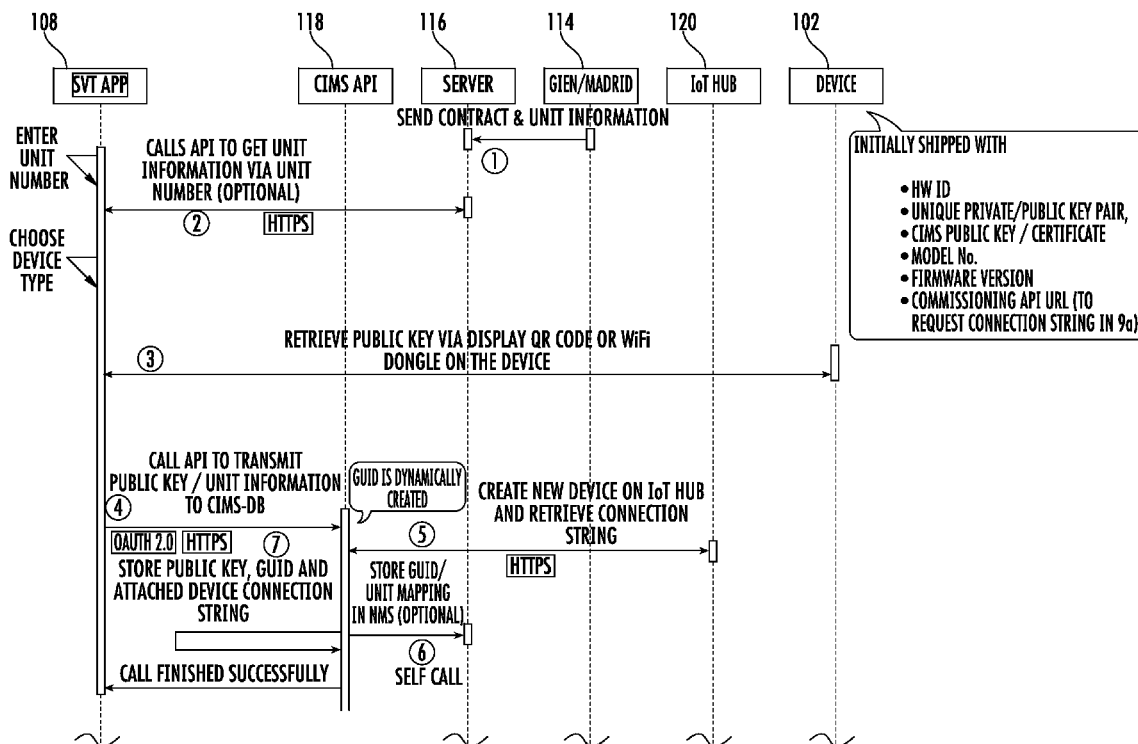 108
118
116
114
120
102
SVT APP
CIMS API
SERVER
GIEN/MADRID
IoT HUB
DEVICE
SEND CONTRACT & UNIT INFORMATION
1
ENTER
UNIT
NUMBER
CALLS API TO GET UNIT
INFORMATION VIA UNIT
NUMBER (OPTIONAL)
2
HTTPS
INITIALLY SHIPPED WITH
• HW ID
• UNIQUE PRIVATE/PUBLIC KEY PAIR,
• CIMS PUBLIC KEY / CERTIFICATE
• MODEL No.
• FIRMWARE VERSION
• COMMISSIONING API URL (TO
REQUEST CONNECTION STRING IN 9a)
CHOOSE
DEVICE
TYPE
RETRIEVE PUBLIC KEY VIA DISPLAY QR CODE OR WiFi
DONGLE ON THE DEVICE
3
CALL API TO TRANSMIT
PUBLIC KEY / UNIT INFORMATION
TO CIMS-DB
4
OAUTH 2.0
HTTPS
7
GUID IS DYNAMICALLY
CREATED
CREATE NEW DEVICE ON IoT HUB
AND RETRIEVE CONNECTION
STRING
5
HTTPS
STORE PUBLIC KEY, GUID AND
ATTACHED DEVICE CONNECTION
STRING
STORE GUID/
UNIT MAPPING
IN NMS (OPTIONAL)
6
SELF CALL
CALL FINISHED SUCCESSFULLY